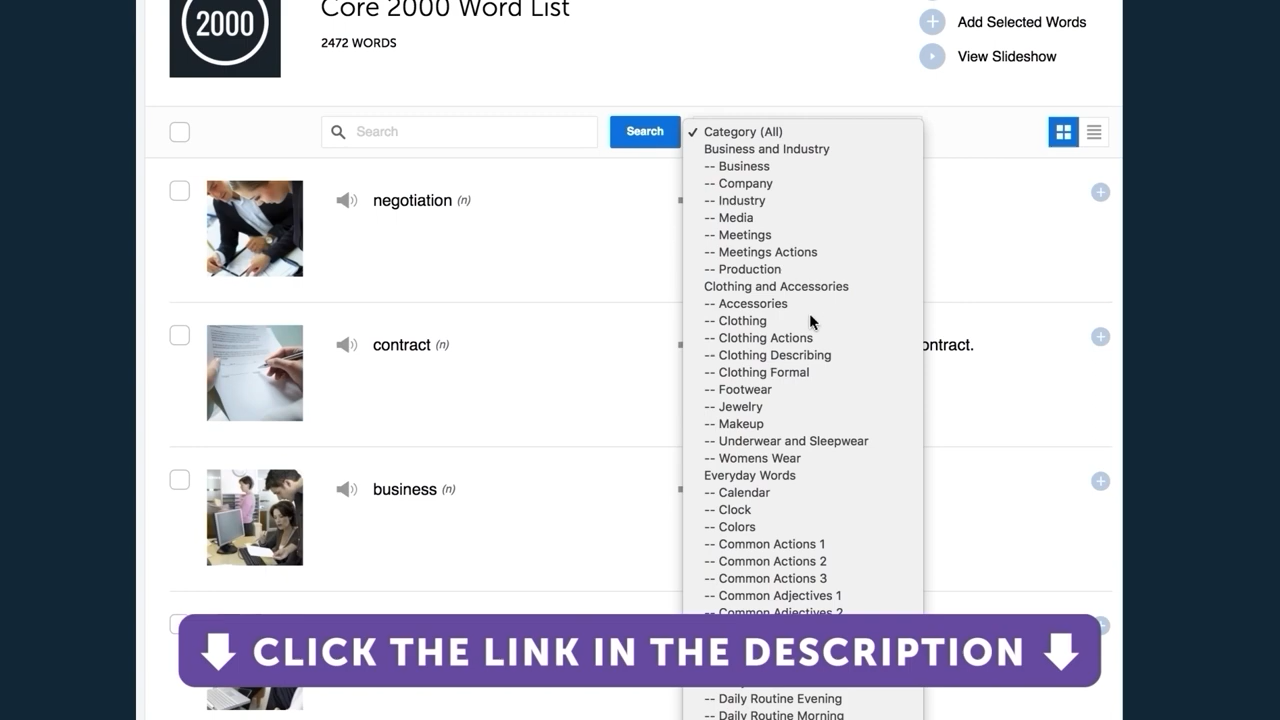 2000
Core 2000 Word List
2472 WORDS
Add Selected Words
View Slideshow
Search
Search
Category (All)
Business and Industry
-- Business
-- Company
-- Industry
-- Media
-- Meetings
-- Meetings Actions
-- Production
Clothing and Accessories
-- Accessories
-- Clothing
-- Clothing Actions
-- Clothing Describing
-- Clothing Formal
-- Footwear
-- Jewelry
-- Makeup
-- Underwear and Sleepwear
-- Womens Wear
Everyday Words
-- Calendar
-- Clock
-- Colors
-- Common Actions 1
-- Common Actions 2
-- Common Actions 3
-- Common Adjectives 1
-- Common Adjectives 2
negotiation (n)
contract (n)
ontract.
business (n)
CLICK THE LINK IN THE DESCRIPTION
-- Daily Routine Evening
-- Daily Routine Morning